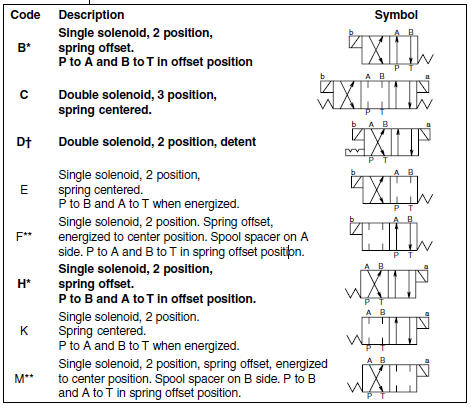 Code Description Symbol
B* Single solenoid, 2 position,
spring offset.
P to A and B to T in offset position
b A B
P T
C Double solenoid, 3 position,
spring centered.
b A B a
P T
D† Double solenoid, 2 position, detent
b A B a
P T
E Single solenoid, 2 position,
spring centered.
P to B and A to T when energized.
b A B
P T
F** Single solenoid, 2 position. Spring offset,
energized to center position. Spool spacer on A
side. P to A and B to T in spring offset position.
b A B
P T
H* Single solenoid, 2 position,
spring offset.
P to B and A to T in offset position.
A B a
P T
K Single solenoid, 2 position.
Spring centered.
P to A and B to T when energized.
A B a
P T
M** Single solenoid, 2 position, spring offset, energized
to center position. Spool spacer on B side. P to B
and A to T in spring offset position.
A B a
P T